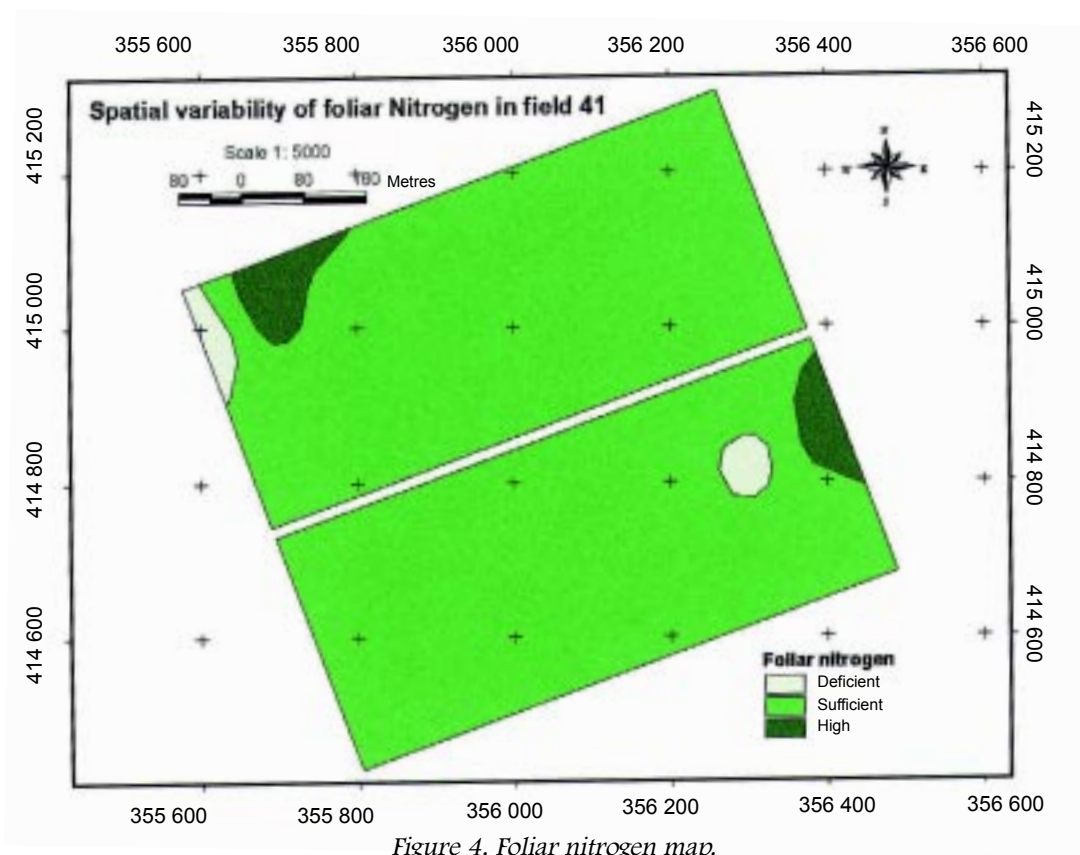 355 600 355 800 356 000 356 200 356 400 356 600
Spatial variability of foliar Nitrogen in field 41
Scale 1: 5000
80 0 80 160 Metres
N
S
415 200
415 000
414 800
414 600
415 200
415 000
414 800
414 600
Foliar nitrogen
Deficient
Sufficient
High
355 600 355 800 356 000 356 200 356 400 356 600
Figure 4. Foliar nitrogen map.